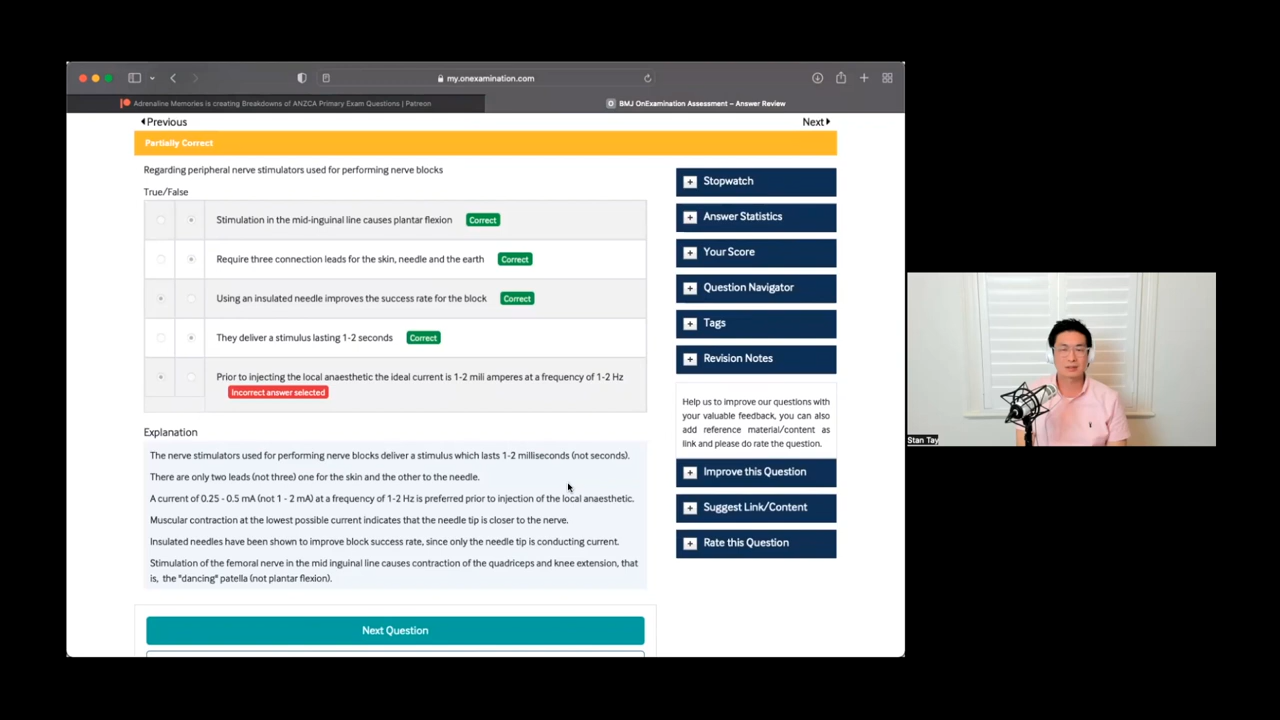 my.onexamination.com
Adrenaline Memories is creating Breakdowns of ANZCA Primary Exam Questions | Patreon
BMJ OnExamination Assessment – Answer Review
Previous
Next
Partially Correct
Regarding peripheral nerve stimulators used for performing nerve blocks
True/False
Stimulation in the mid-inguinal line causes plantar flexion Correct
Require three connection leads for the skin, needle and the earth Correct
Using an insulated needle improves the success rate for the block Correct
They deliver a stimulus lasting 1-2 seconds Correct
Prior to injecting the local anaesthetic the ideal current is 1-2 mili amperes at a frequency of 1-2 Hz
Incorrect answer selected
Explanation
The nerve stimulators used for performing nerve blocks deliver a stimulus which lasts 1-2 milliseconds (not seconds).
There are only two leads (not three) one for the skin and the other to the needle.
A current of 0.25 - 0.5 mA (not 1 - 2 mA) at a frequency of 1-2 Hz is preferred prior to injection of the local anaesthetic.
Muscular contraction at the lowest possible current indicates that the needle tip is closer to the nerve.
Insulated needles have been shown to improve block success rate, since only the needle tip is conducting current.
Stimulation of the femoral nerve in the mid inguinal line causes contraction of the quadriceps and knee extension, that
is, the "dancing" patella (not plantar flexion).
Next Question
Stopwatch
Answer Statistics
Your Score
Question Navigator
Tags
Revision Notes
Help us to improve our questions with
your valuable feedback, you can also
add reference material/content as
link and please do rate the question.
Improve this Question
Suggest Link/Content
Rate this Question
Stan Tay